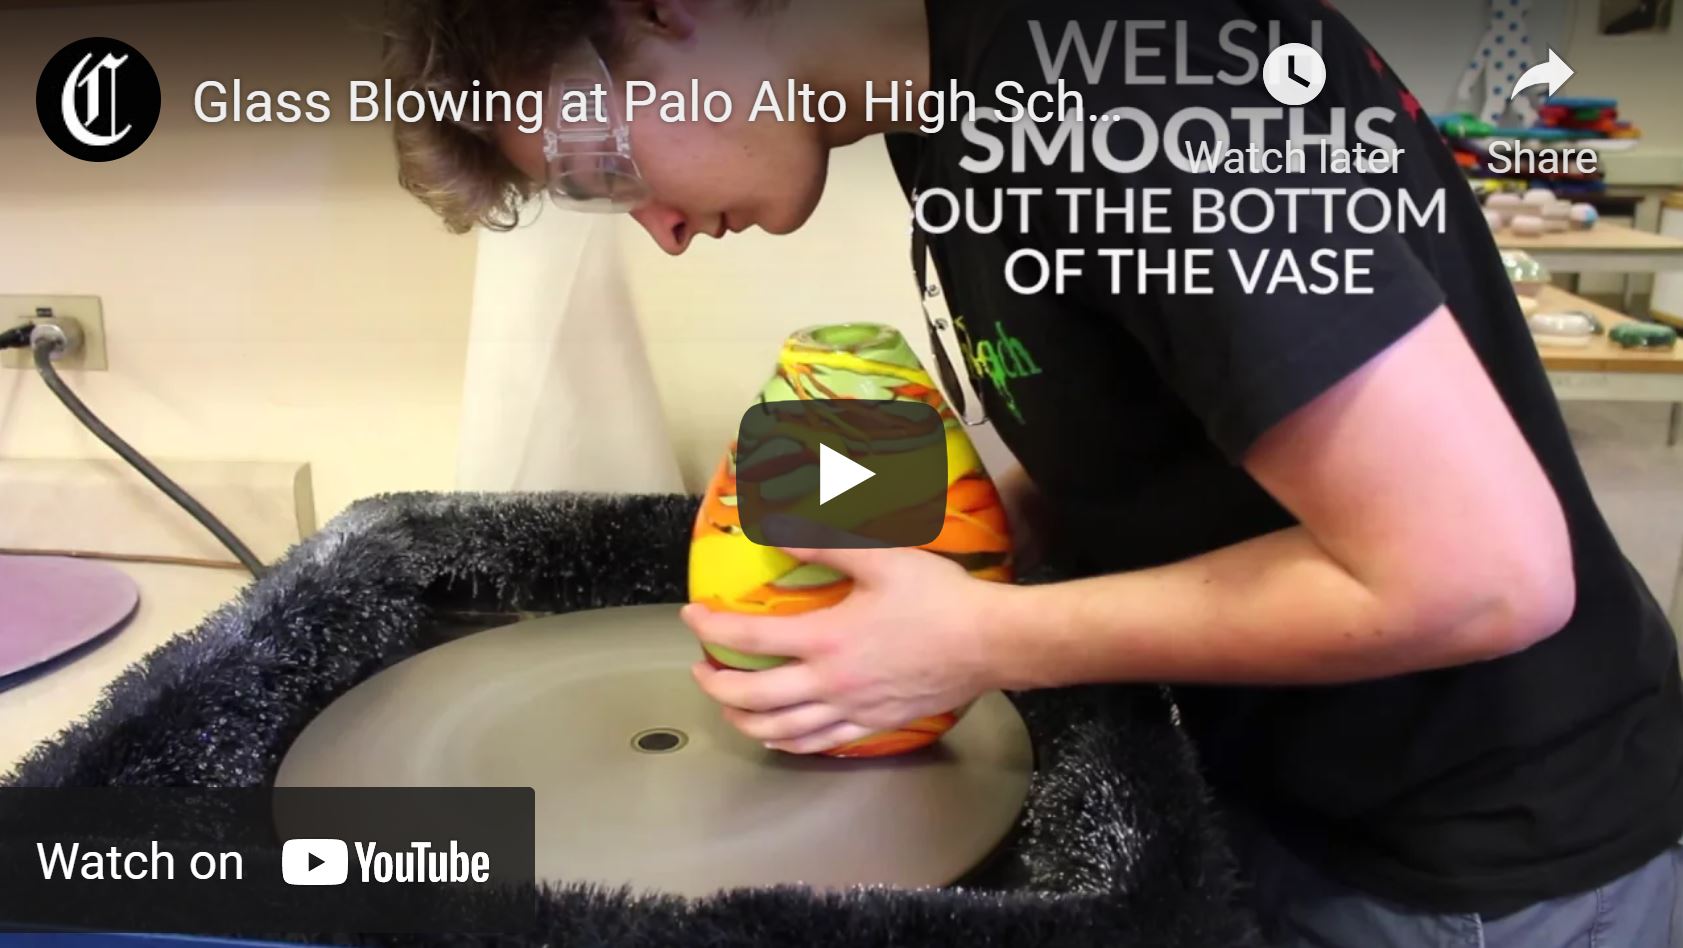 C
Glass Blowing at Palo Alto High Sch...
WELSH
SMOOTHS
OUT THE BOTTOM
OF THE VASE
Watch later
Share
Watch on YouTube